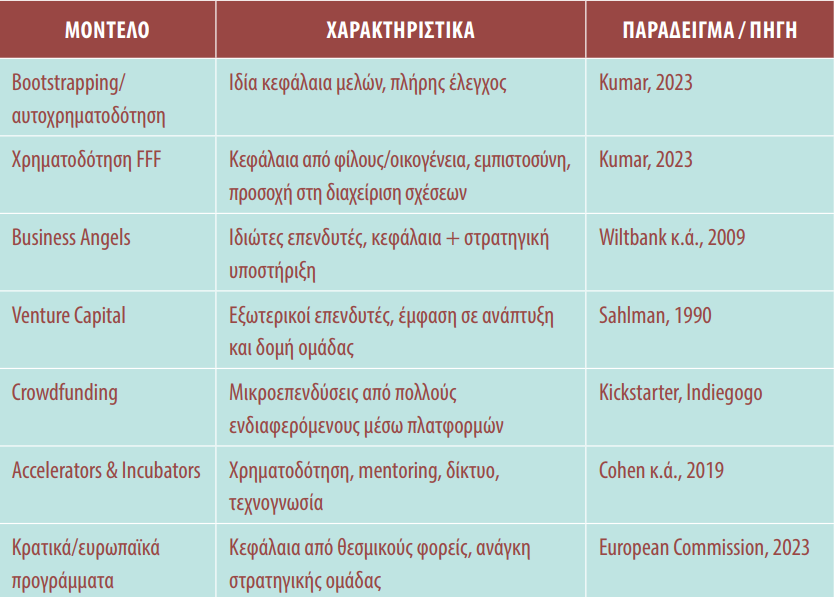 ΜΟΝΤΕΛΟ ΧΑΡΑΚΤΗΡΙΣΤΙΚΑ ΠΑΡΑΔΕΙΓΜΑ / ΠΗΓΗ
Bootstrapping/ Ιδία κεφάλαια μελών, πλήρης έλεγχος Kumar, 2023
αυτοχρηματοδότηση
Χρηματοδότηση FFF Κεφάλαια από φίλους/οικογένεια, εμπιστοσύνη, Kumar, 2023
προσοχή στη διαχείριση σχέσεων
Business Angels Ιδιώτες επενδυτές, κεφάλαια + στρατηγική Wiltbank κ.ά., 2009
υποστήριξη
Venture Capital Εξωτερικοί επενδυτές, έμφαση σε ανάπτυξη Sahlman, 1990
και δομή ομάδας
Crowdfunding Μικροεπενδύσεις από πολλούς Kickstarter, Indiegogo
ενδιαφερόμενους μέσω πλατφορμών
Accelerators & Incubators Χρηματοδότηση, mentoring, δίκτυο, Cohen κ.ά., 2019
τεχνογνωσία
Κρατικά/ευρωπαϊκά Κεφάλαια από θεσμικούς φορείς, ανάγκη European Commission, 2023
προγράμματα στρατηγικής ομάδας